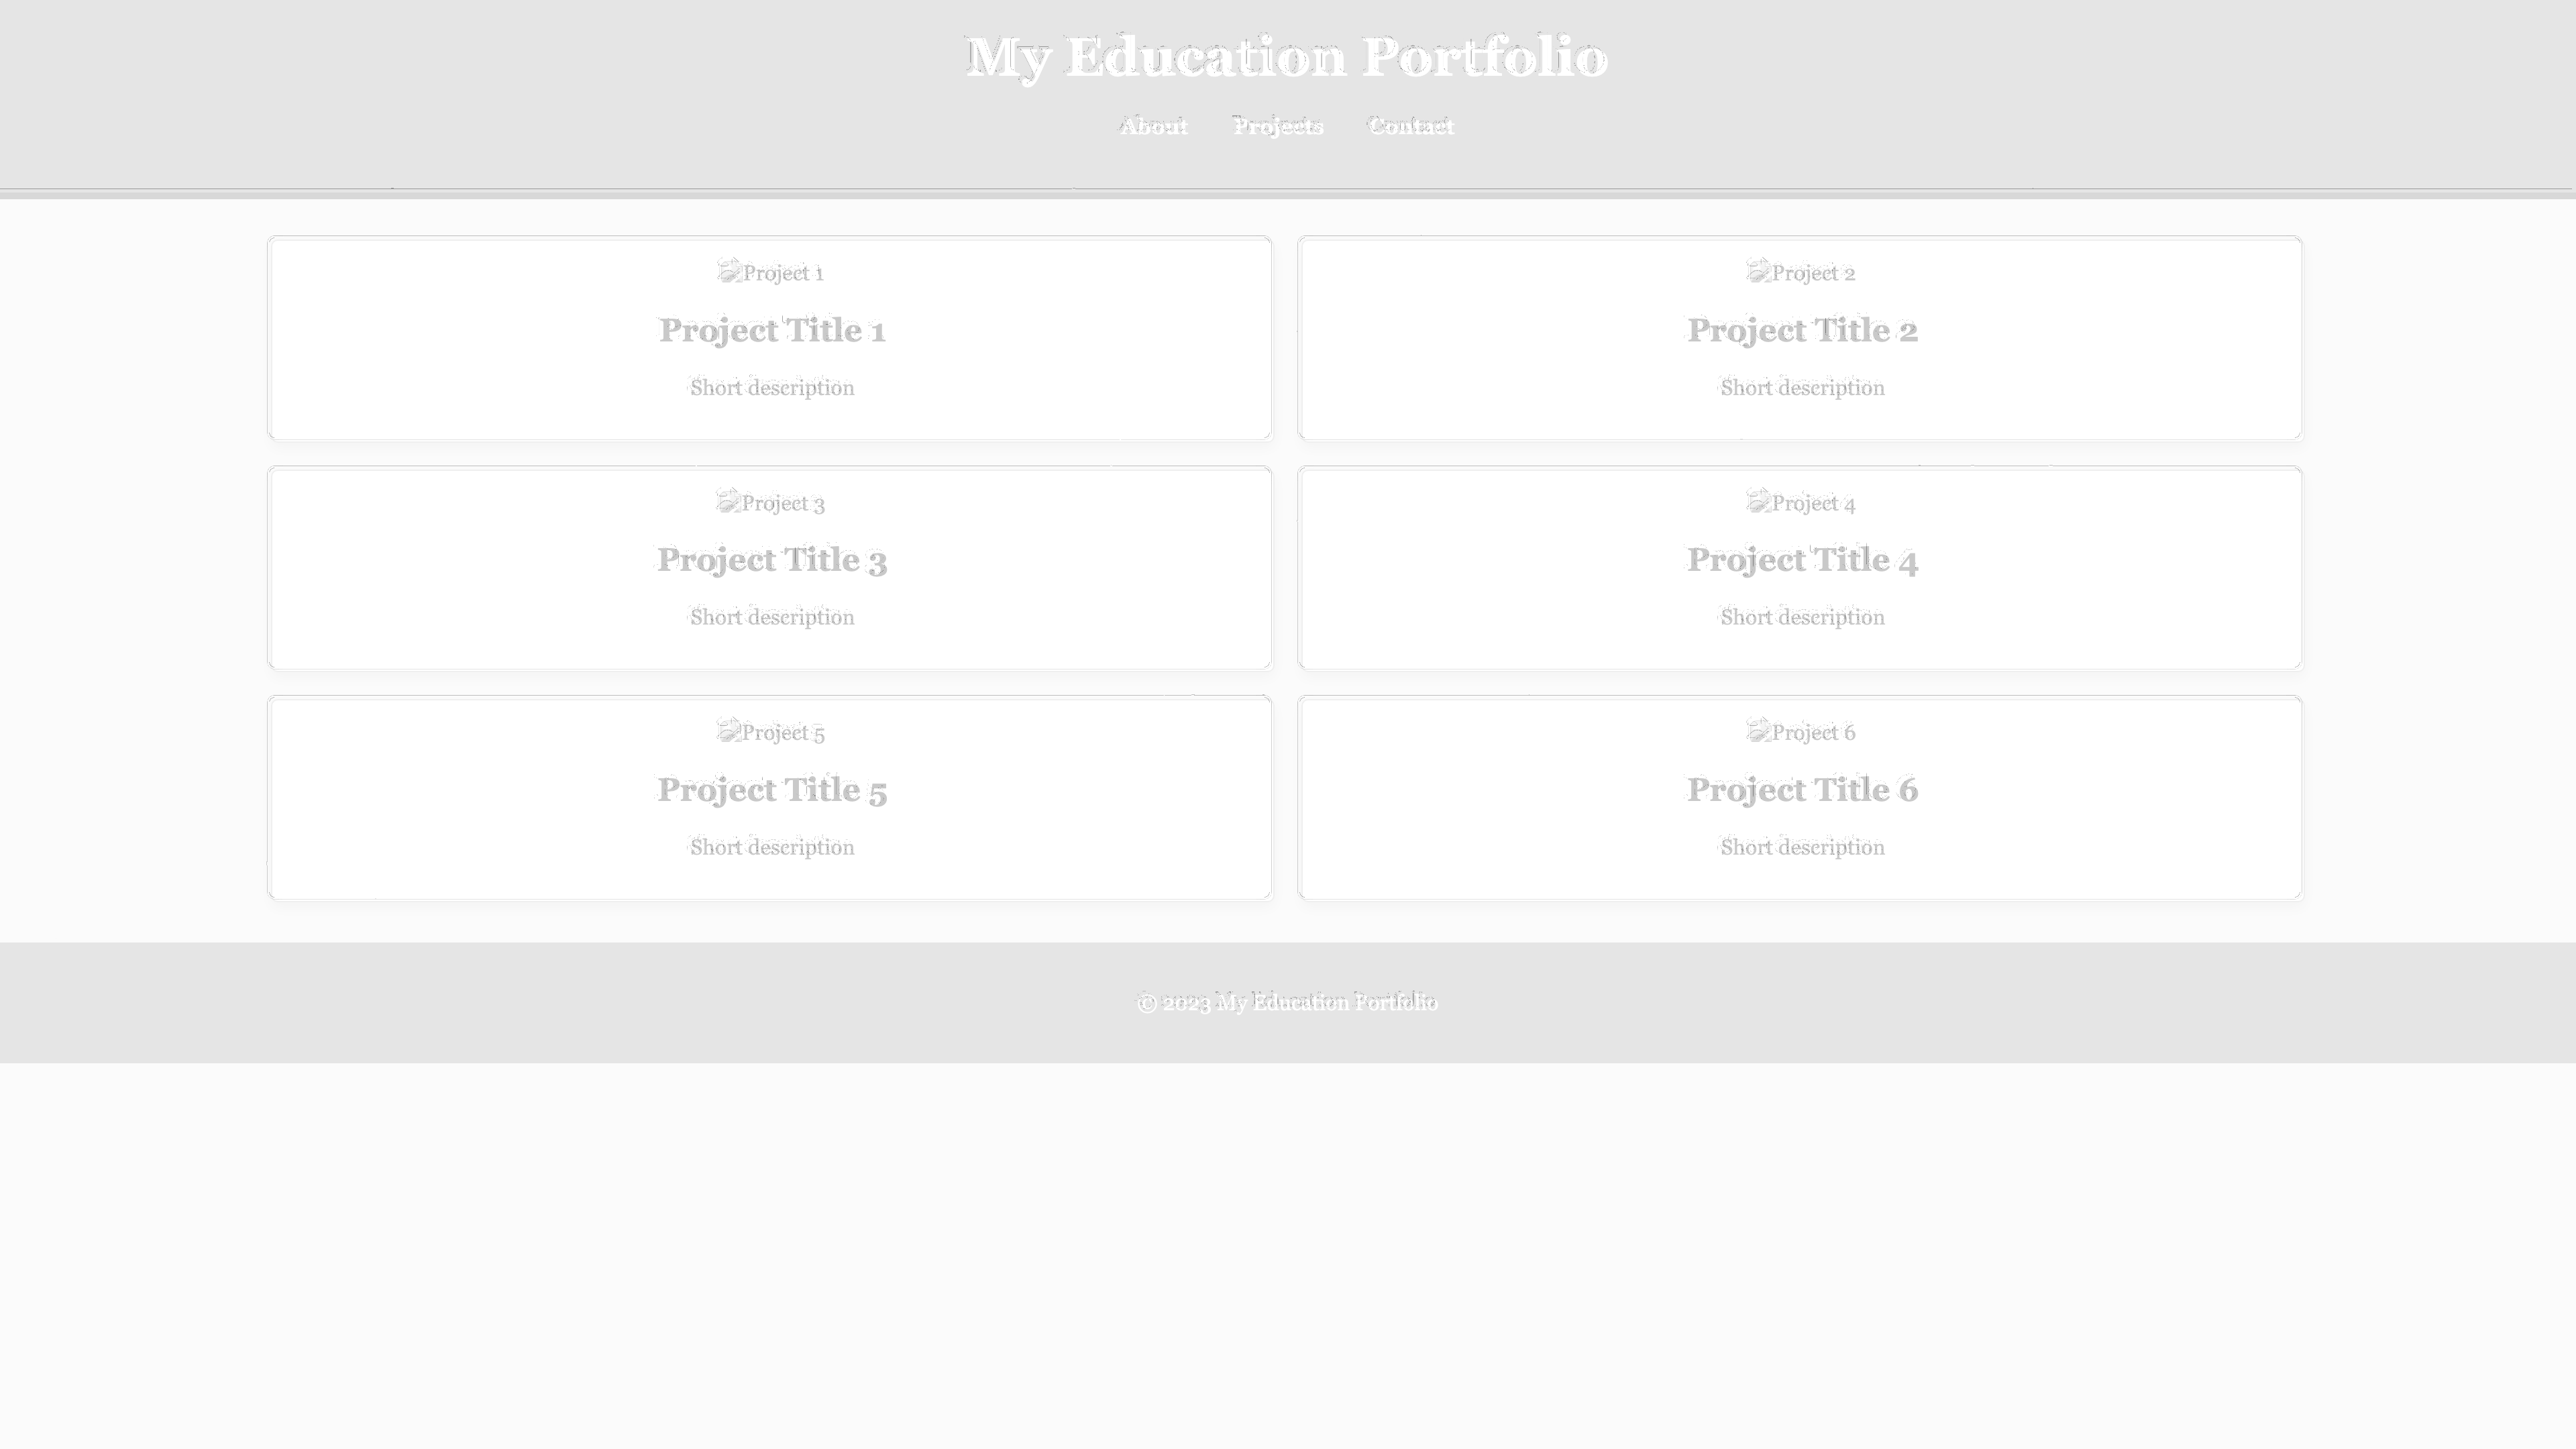 My Education Portfolio
About Projects Contact
Project 1
Project Title 1
Short description
Project 2
Project Title 2
Short description
Project 3
Project Title 3
Short description
Project 4
Project Title 4
Short description
Project 5
Project Title 5
Short description
Project 6
Project Title 6
Short description
© 2023 My Education Portfolio